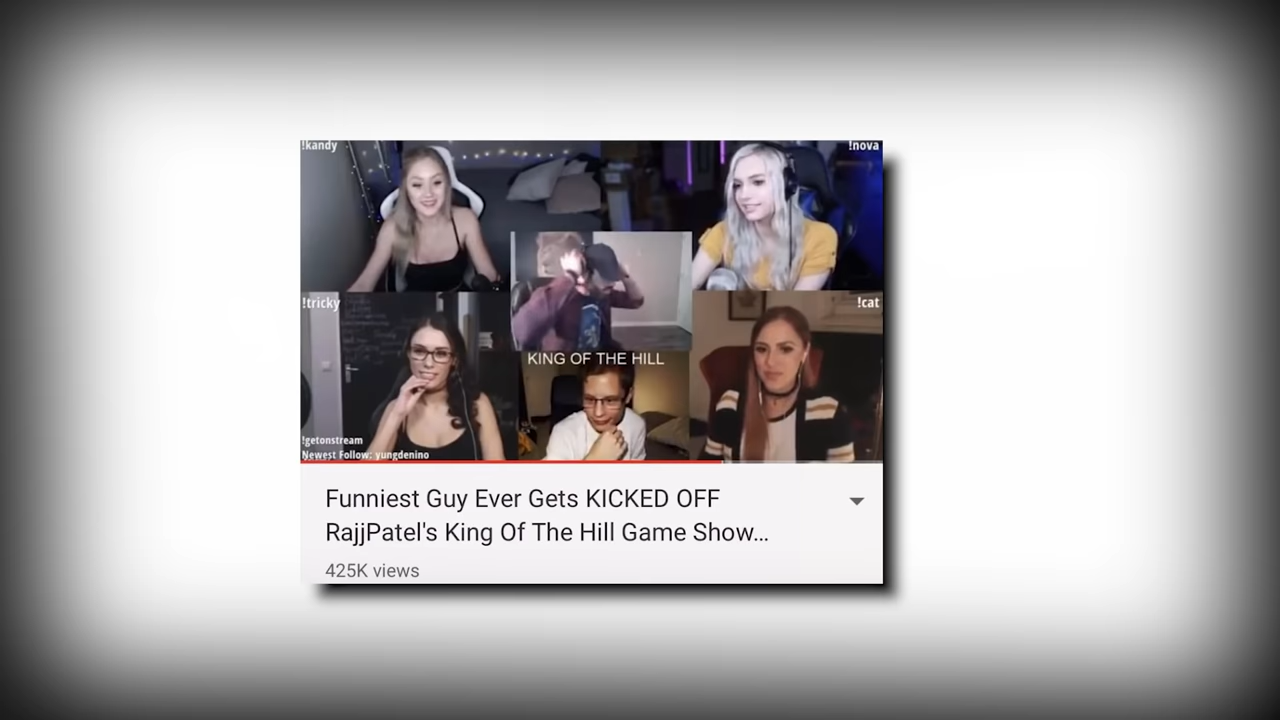 !kandy
!nova
!tricky
!cat
KING OF THE HILL
!getonstream
Newest Follow: yungdenino
Funniest Guy Ever Gets KICKED OFF
RajjPatel's King Of The Hill Game Show...
425K views